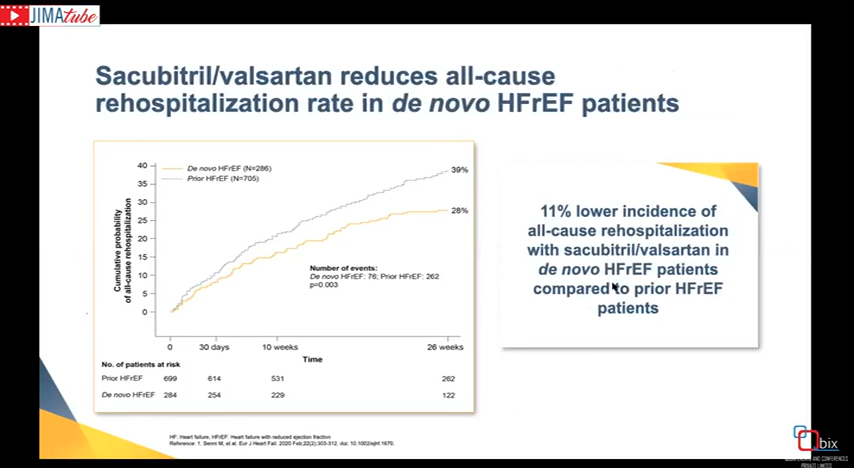 JIMAtube
Sacubitril/valsartan reduces all-cause
rehospitalization rate in de novo HFrEF patients
Cumulative probability
of all-cause rehospitalization
40
35
30
25
20
15
10
5
0
De novo HFrEF (N=286)
Prior HFrEF (N=705)
39%
28%
Number of events:
De novo HFrEF: 76; Prior HFrEF: 262
p=0.003
0 30 days 10 weeks 26 weeks
Time
No. of patients at risk
Prior HFrEF 699 614 531 262
De novo HFrEF 284 254 229 122
11% lower incidence of
all-cause rehospitalization
with sacubitril/valsartan in
de novo HFrEF patients
compared to prior HFrEF
patients
HF: Heart failure, HFrEF: Heart failure with reduced ejection fraction
Reference: 1. Senni M, et al. Eur J Heart Fail. 2020 Feb;22(2):303-312. doi: 10.1002/ejhf.1670.
Qbix
AND CONFERENCES
PRIVATE LIMITED